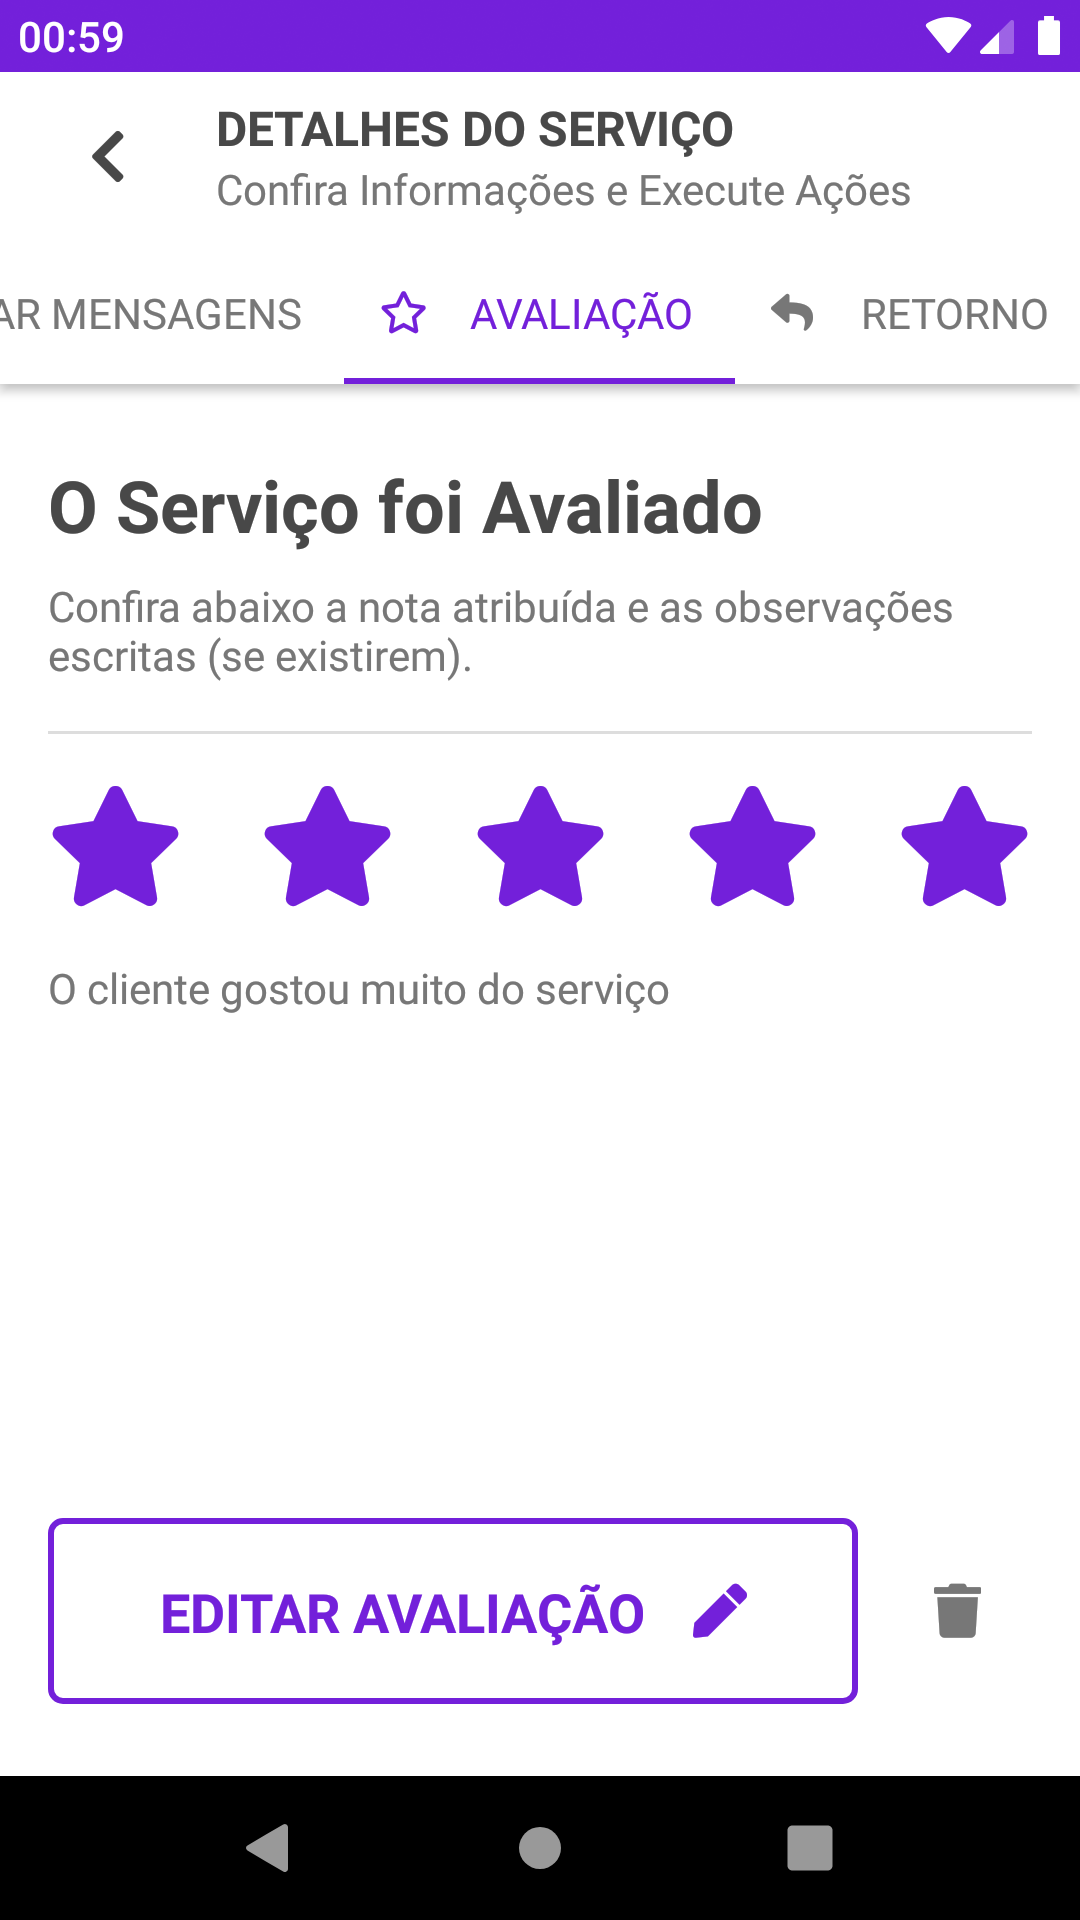 00:59
DETALHES DO SERVIÇO
Confira Informações e Execute Ações
AR MENSAGENS
AVALIAÇÃO
RETORNO
O Serviço foi Avaliado
Confira abaixo a nota atribuída e as observações
escritas (se existirem).
O cliente gostou muito do serviço
EDITAR AVALIAÇÃO